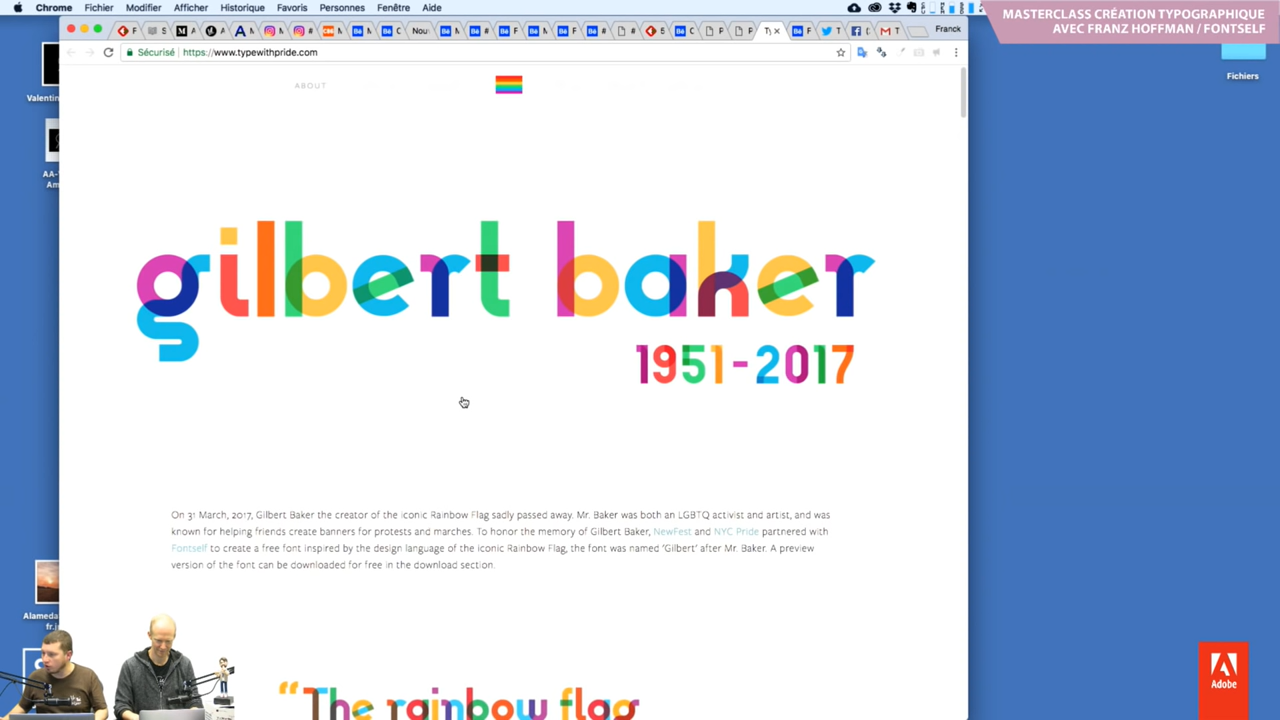 Chrome Fichier Modifier Afficher Historique Favoris Personnes Fenêtre Aide
MASTERCLASS CRÉATION TYPOGRAPHIQUE
AVEC FRANZ HOFFMAN / FONTSELF
Franck
Sécurisé https://www.typewithpride.com
Fichiers
Valentin
ABOUT
gilbert baker
1951-2017
On 31 March, 2017, Gilbert Baker the creator of the iconic Rainbow Flag sadly passed away. Mr. Baker was both an LGBTQ activist and artist, and was
known for helping friends create banners for protests and marches. To honor the memory of Gilbert Baker, NewFest and NYC Pride partnered with
Fontself to create a free font inspired by the design language of the iconic Rainbow Flag, the font was named 'Gilbert' after Mr. Baker. A preview
version of the font can be downloaded for free in the download section.
Alameda
“The rainbow flag
Adobe